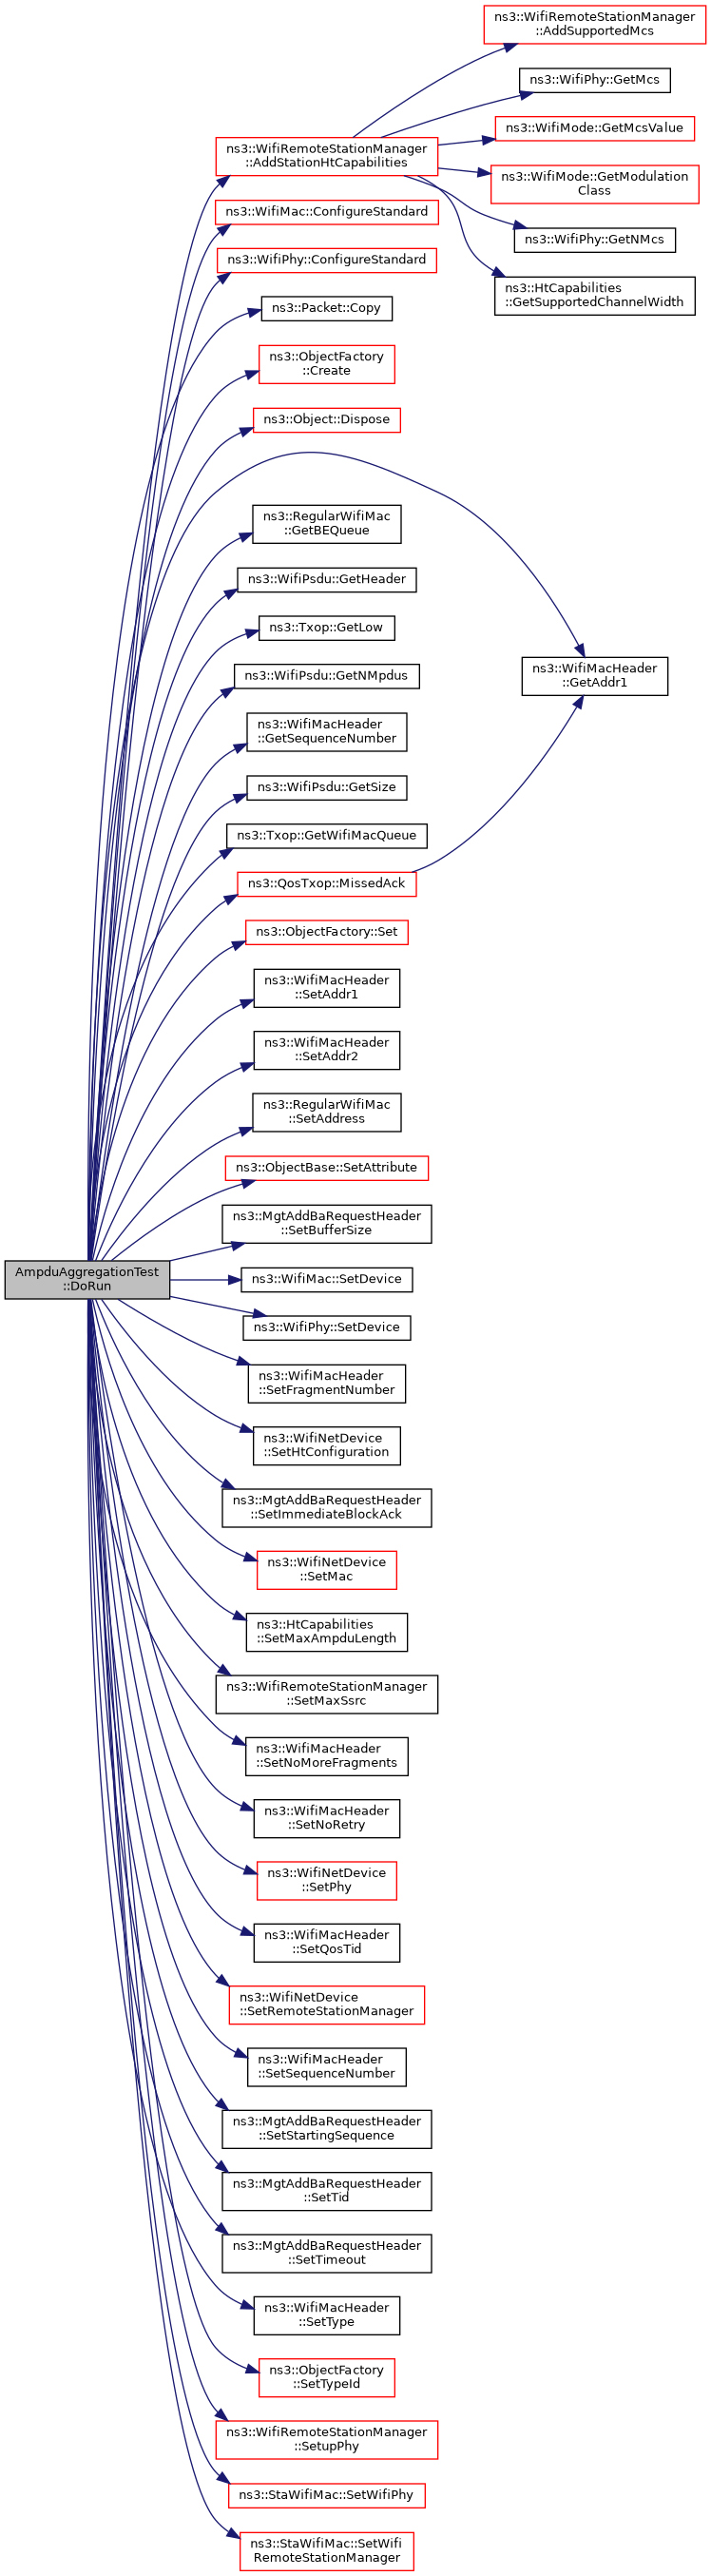 ns3::WifiRemoteStationManager
::AddSupportedMcs
ns3::WifiPhy::GetMcs
ns3::WifiMode::GetMcsValue
ns3::WifiRemoteStationManager
::AddStationHtCapabilities
ns3::WifiMode::GetModulation
Class
ns3::WifiMac::ConfigureStandard
ns3::WifiPhy::GetNMcs
ns3::WifiPhy::ConfigureStandard
ns3::HtCapabilities
::GetSupportedChannelWidth
ns3::Packet::Copy
ns3::ObjectFactory
::Create
ns3::Object::Dispose
ns3::RegularWifiMac
::GetBEQueue
ns3::WifiPsdu::GetHeader
ns3::Txop::GetLow
ns3::WifiPsdu::GetNMpdus
ns3::WifiMacHeader
::GetAddr1
ns3::WifiMacHeader
::GetSequenceNumber
ns3::WifiPsdu::GetSize
ns3::Txop::GetWifiMacQueue
ns3::QosTxop::MissedAck
ns3::ObjectFactory::Set
ns3::WifiMacHeader
::SetAddr1
ns3::WifiMacHeader
::SetAddr2
ns3::RegularWifiMac
::SetAddress
ns3::ObjectBase::SetAttribute
ns3::MgtAddBaRequestHeader
::SetBufferSize
AmpduAggregationTest
::DoRun
ns3::WifiMac::SetDevice
ns3::WifiPhy::SetDevice
ns3::WifiMacHeader
::SetFragmentNumber
ns3::WifiNetDevice
::SetHtConfiguration
ns3::MgtAddBaRequestHeader
::SetImmediateBlockAck
ns3::WifiNetDevice
::SetMac
ns3::HtCapabilities
::SetMaxAmpduLength
ns3::WifiRemoteStationManager
::SetMaxSsrc
ns3::WifiMacHeader
::SetNoMoreFragments
ns3::WifiMacHeader
::SetNoRetry
ns3::WifiNetDevice
::SetPhy
ns3::WifiMacHeader
::SetQosTid
ns3::WifiNetDevice
::SetRemoteStationManager
ns3::WifiMacHeader
::SetSequenceNumber
ns3::MgtAddBaRequestHeader
::SetStartingSequence
ns3::MgtAddBaRequestHeader
::SetTid
ns3::MgtAddBaRequestHeader
::SetTimeout
ns3::WifiMacHeader
::SetType
ns3::ObjectFactory
::SetTypeId
ns3::WifiRemoteStationManager
::SetupPhy
ns3::StaWifiMac::SetWifiPhy
ns3::StaWifiMac::SetWifi
RemoteStationManager